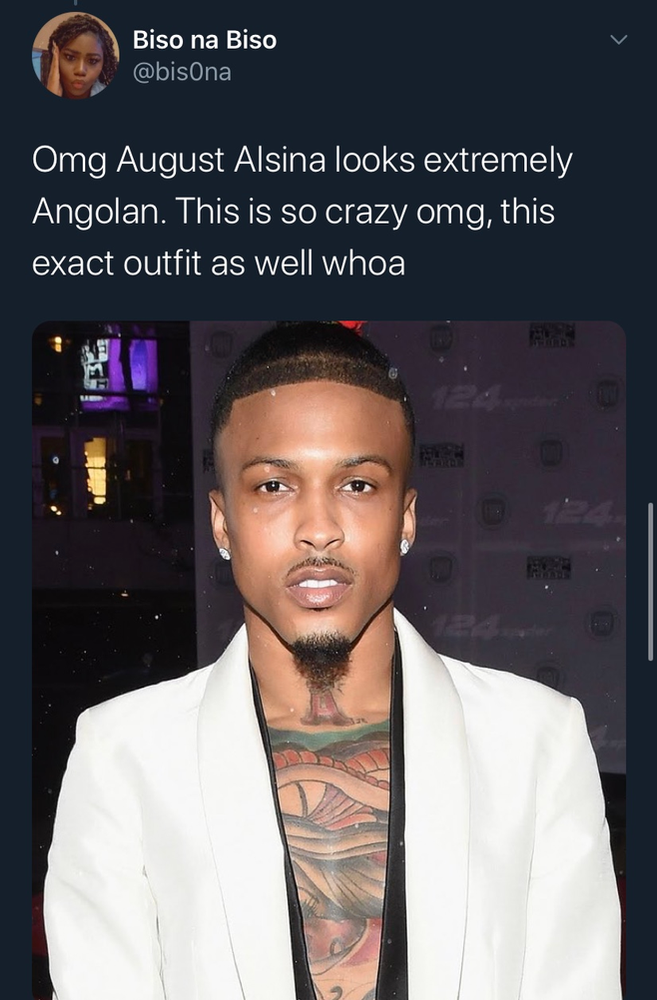 Biso na Biso
@bis0na
Omg August Alsina looks extremely
Angolan. This is so crazy omg, this
exact outfit as well whoa
124
124
124